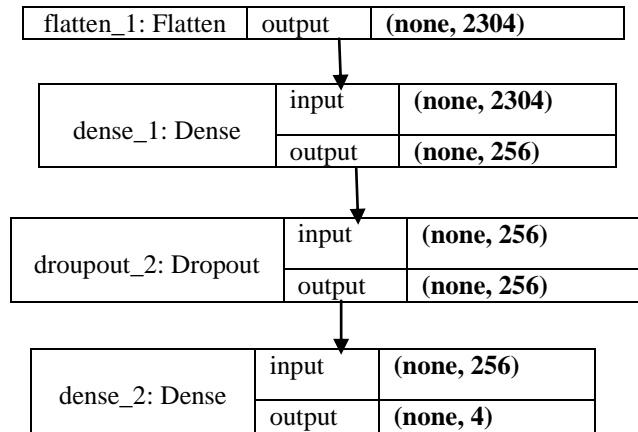 flatten_1: Flatten output (none, 2304)
input (none, 2304)
dense_1: Dense
output (none, 256)
input (none, 256)
droupout_2: Dropout
output (none, 256)
input (none, 256)
dense_2: Dense
output (none, 4)